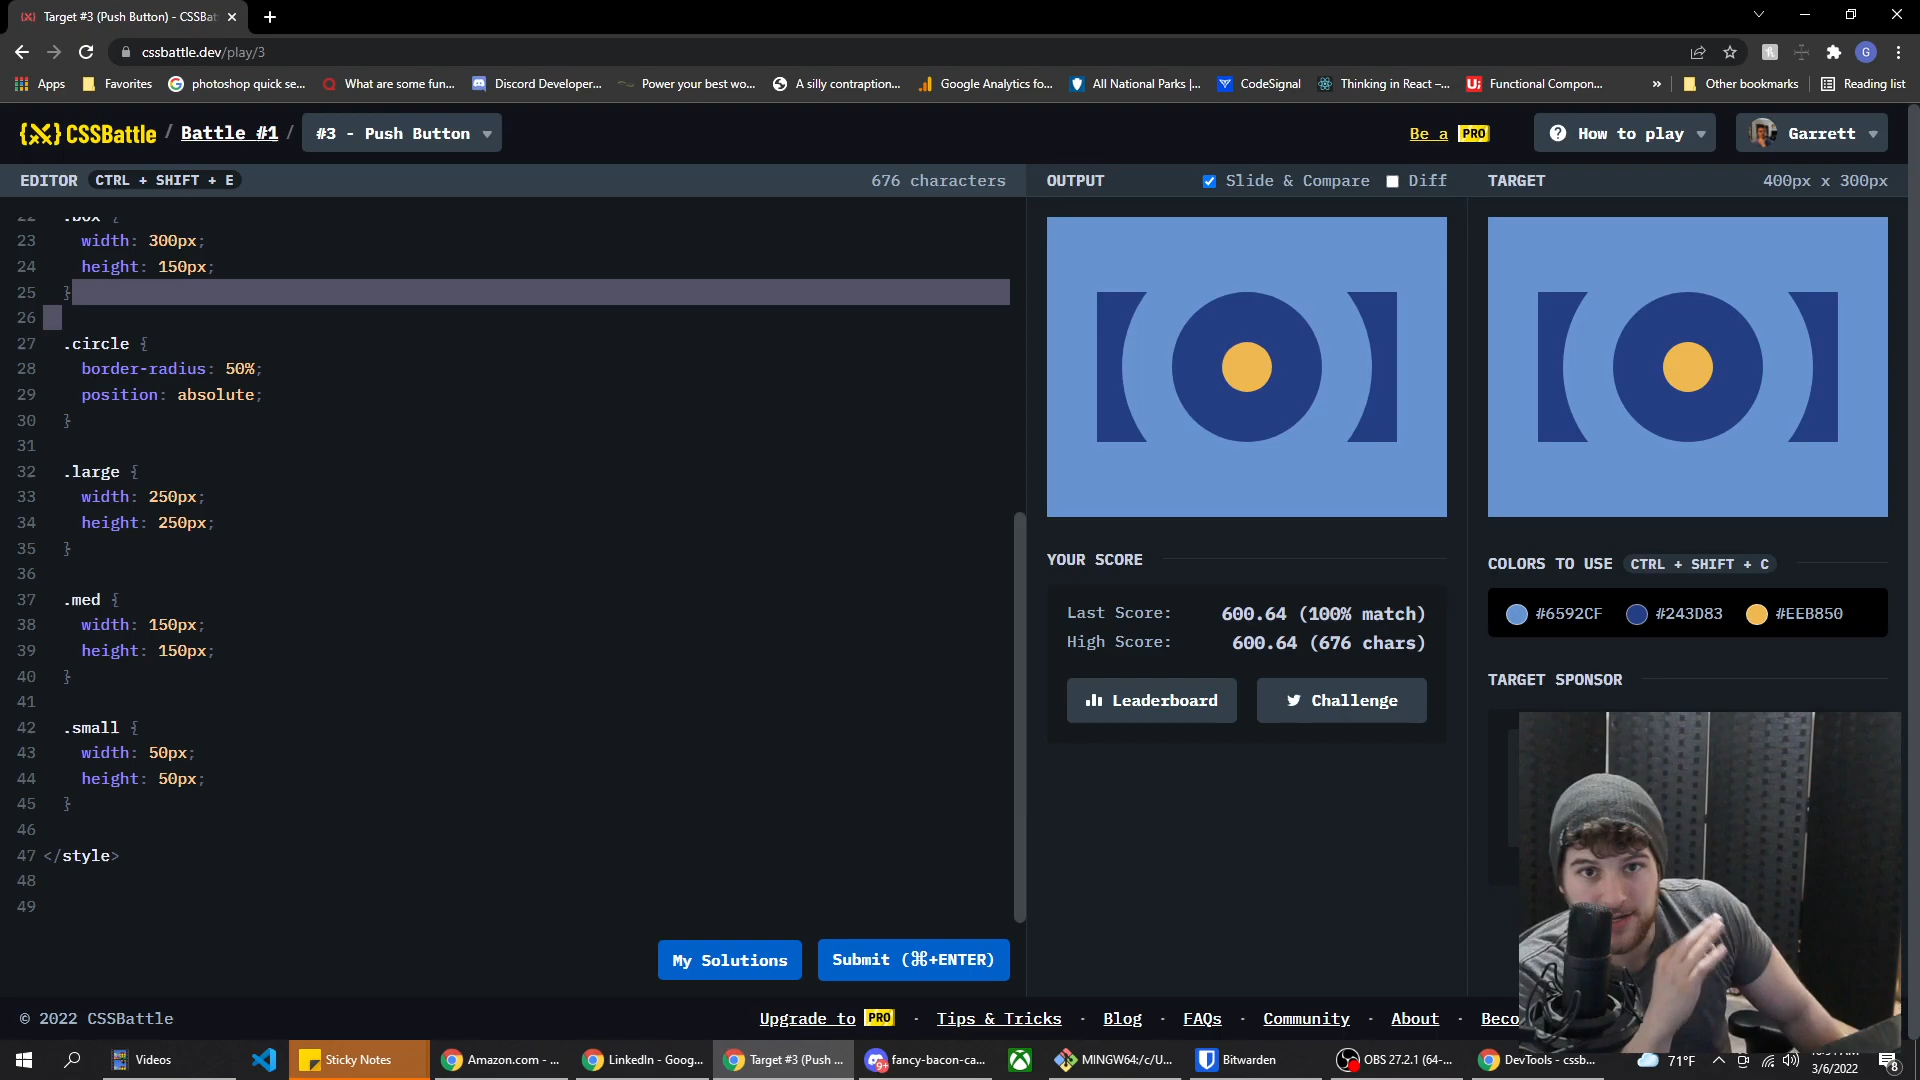 Target #3 (Push Button) - CSSBat
cssbattle.dev/play/3
G
Apps
Favorites
photoshop quick se...
What are some fun...
Discord Developer...
Power your best wo...
A silly contraption...
Google Analytics fo...
All National Parks |...
CodeSignal
Thinking in React –...
Functional Compon...
»
Other bookmarks
Reading list
CSSBattle / Battle #1 / #3 - Push Button
Be a PRO
How to play
Garrett
EDITOR CTRL + SHIFT + E
676 characters
OUTPUT
Slide & Compare
Diff
TARGET
400px x 300px
22 .box {
23 width: 300px;
24 height: 150px;
25 }
26
27 .circle {
28 border-radius: 50%;
29 position: absolute;
30 }
31
32 .large {
33 width: 250px;
34 height: 250px;
35 }
36
37 .med {
38 width: 150px;
39 height: 150px;
40 }
41
42 .small {
43 width: 50px;
44 height: 50px;
45 }
46
47 </style>
48
49
My Solutions
Submit (⌘+ENTER)
YOUR SCORE
Last Score: 600.64 (100% match)
High Score: 600.64 (676 chars)
Leaderboard
Challenge
COLORS TO USE CTRL + SHIFT + C
#6592CF
#243D83
#EEB850
TARGET SPONSOR
© 2022 CSSBattle
Upgrade to PRO · Tips & Tricks · Blog · FAQs · Community · About · Beco
Videos
Sticky Notes
Amazon.com - ...
LinkedIn - Goog...
Target #3 (Push ...
9+
fancy-bacon-ca...
MINGW64:/c/U...
Bitwarden
OBS 27.2.1 (64-...
DevTools - cssb...
71°F
3/6/2022
8